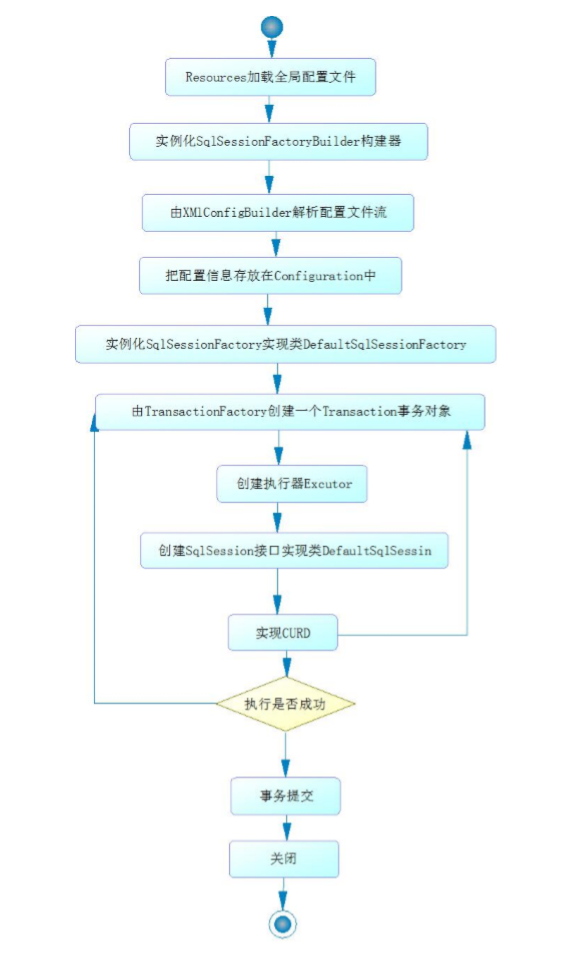 Resources加载全局配置文件
实例化SqlSessionFactoryBuilder构建器
由XMlConfigBuilder解析配置文件流
把配置信息存放在Configuration中
实例化SqlSessionFactory实现类DefaultSqlSessionFactory
由TransactionFactory创建一个Transaction事务对象
创建执行器Excutor
创建SqlSession接口实现类DefaultSqlSessin
实现CURD
执行是否成功
事务提交
关闭